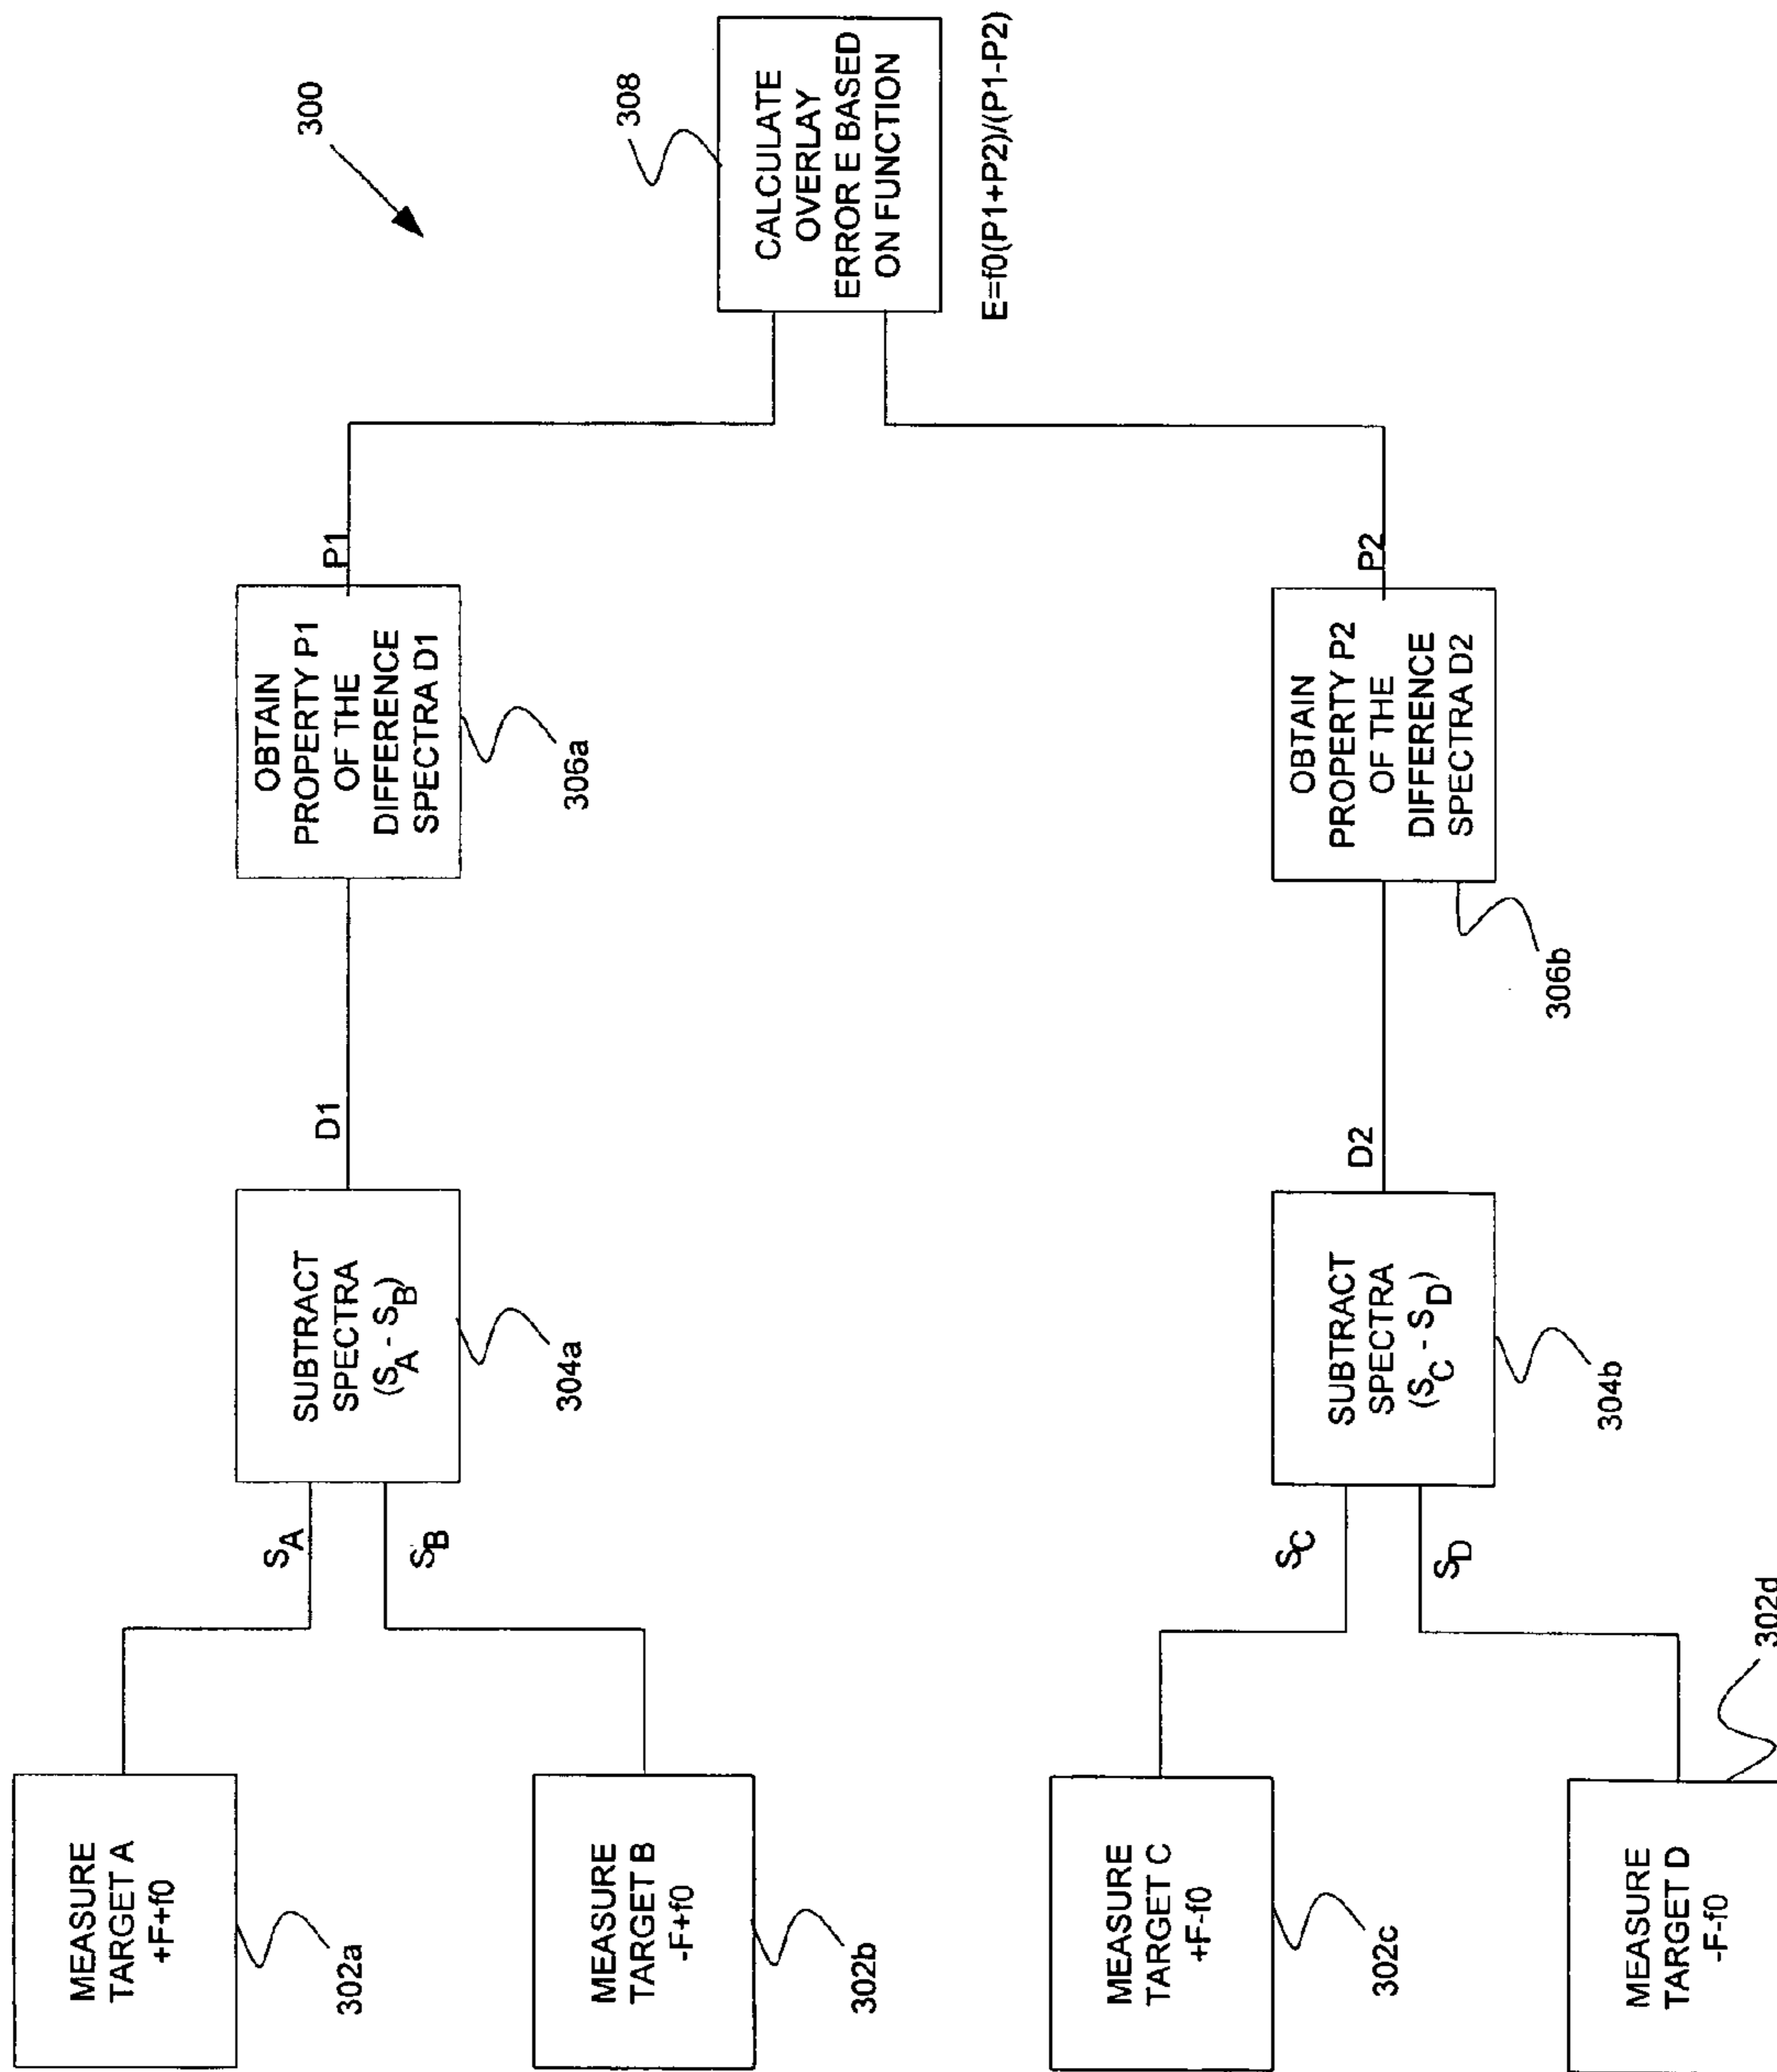 300
MEASURE
TARGET A
+F+f0
302a
MEASURE
TARGET B
-F+f0
302b
MEASURE
TARGET C
+F-f0
302c
MEASURE
TARGET D
-F-f0
302d
SA
SB
SC
SD
SUBTRACT
SPECTRA
(SA - SB)
304a
SUBTRACT
SPECTRA
(SC - SD)
304b
D1
D2
OBTAIN
PROPERTY P1
OF THE
DIFFERENCE
SPECTRA D1
306a
OBTAIN
PROPERTY P2
OF THE
DIFFERENCE
SPECTRA D2
306b
P1
P2
CALCULATE
OVERLAY
ERROR E BASED
ON FUNCTION
308
E=f0(P1+P2)/(P1-P2)